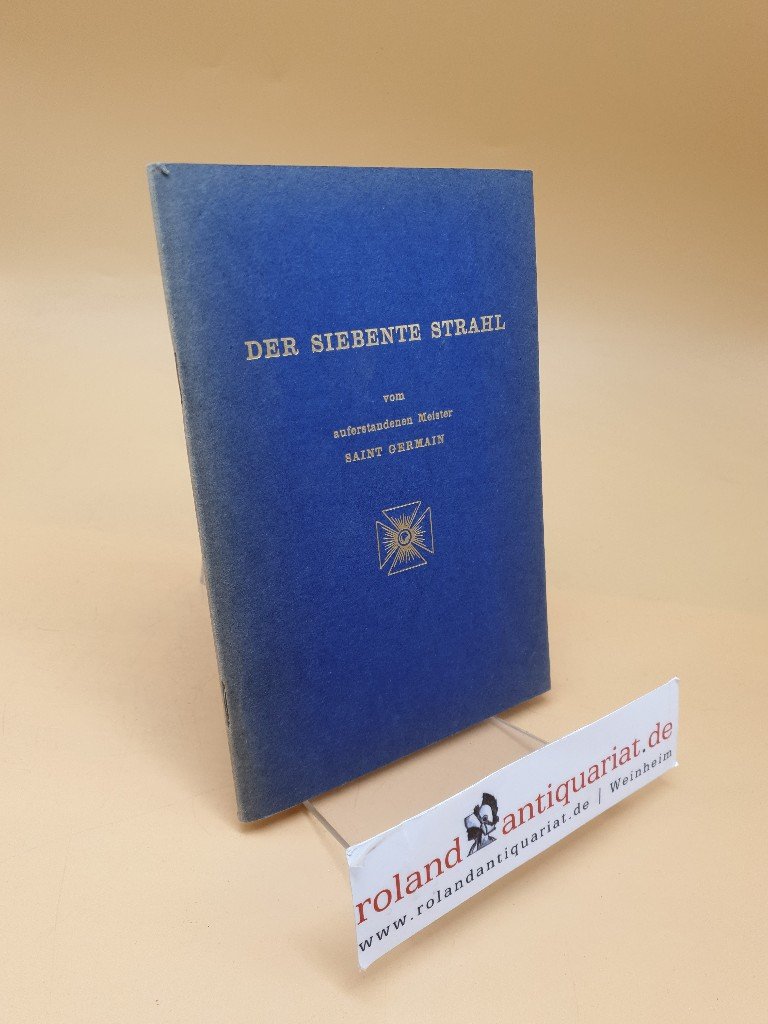 DER SIEBENTE STRAHL
vom
auferstandenen Meister
SAINT GERMAIN
roland antiquariat.de
www.rolandantiquariat.de | Weinheim